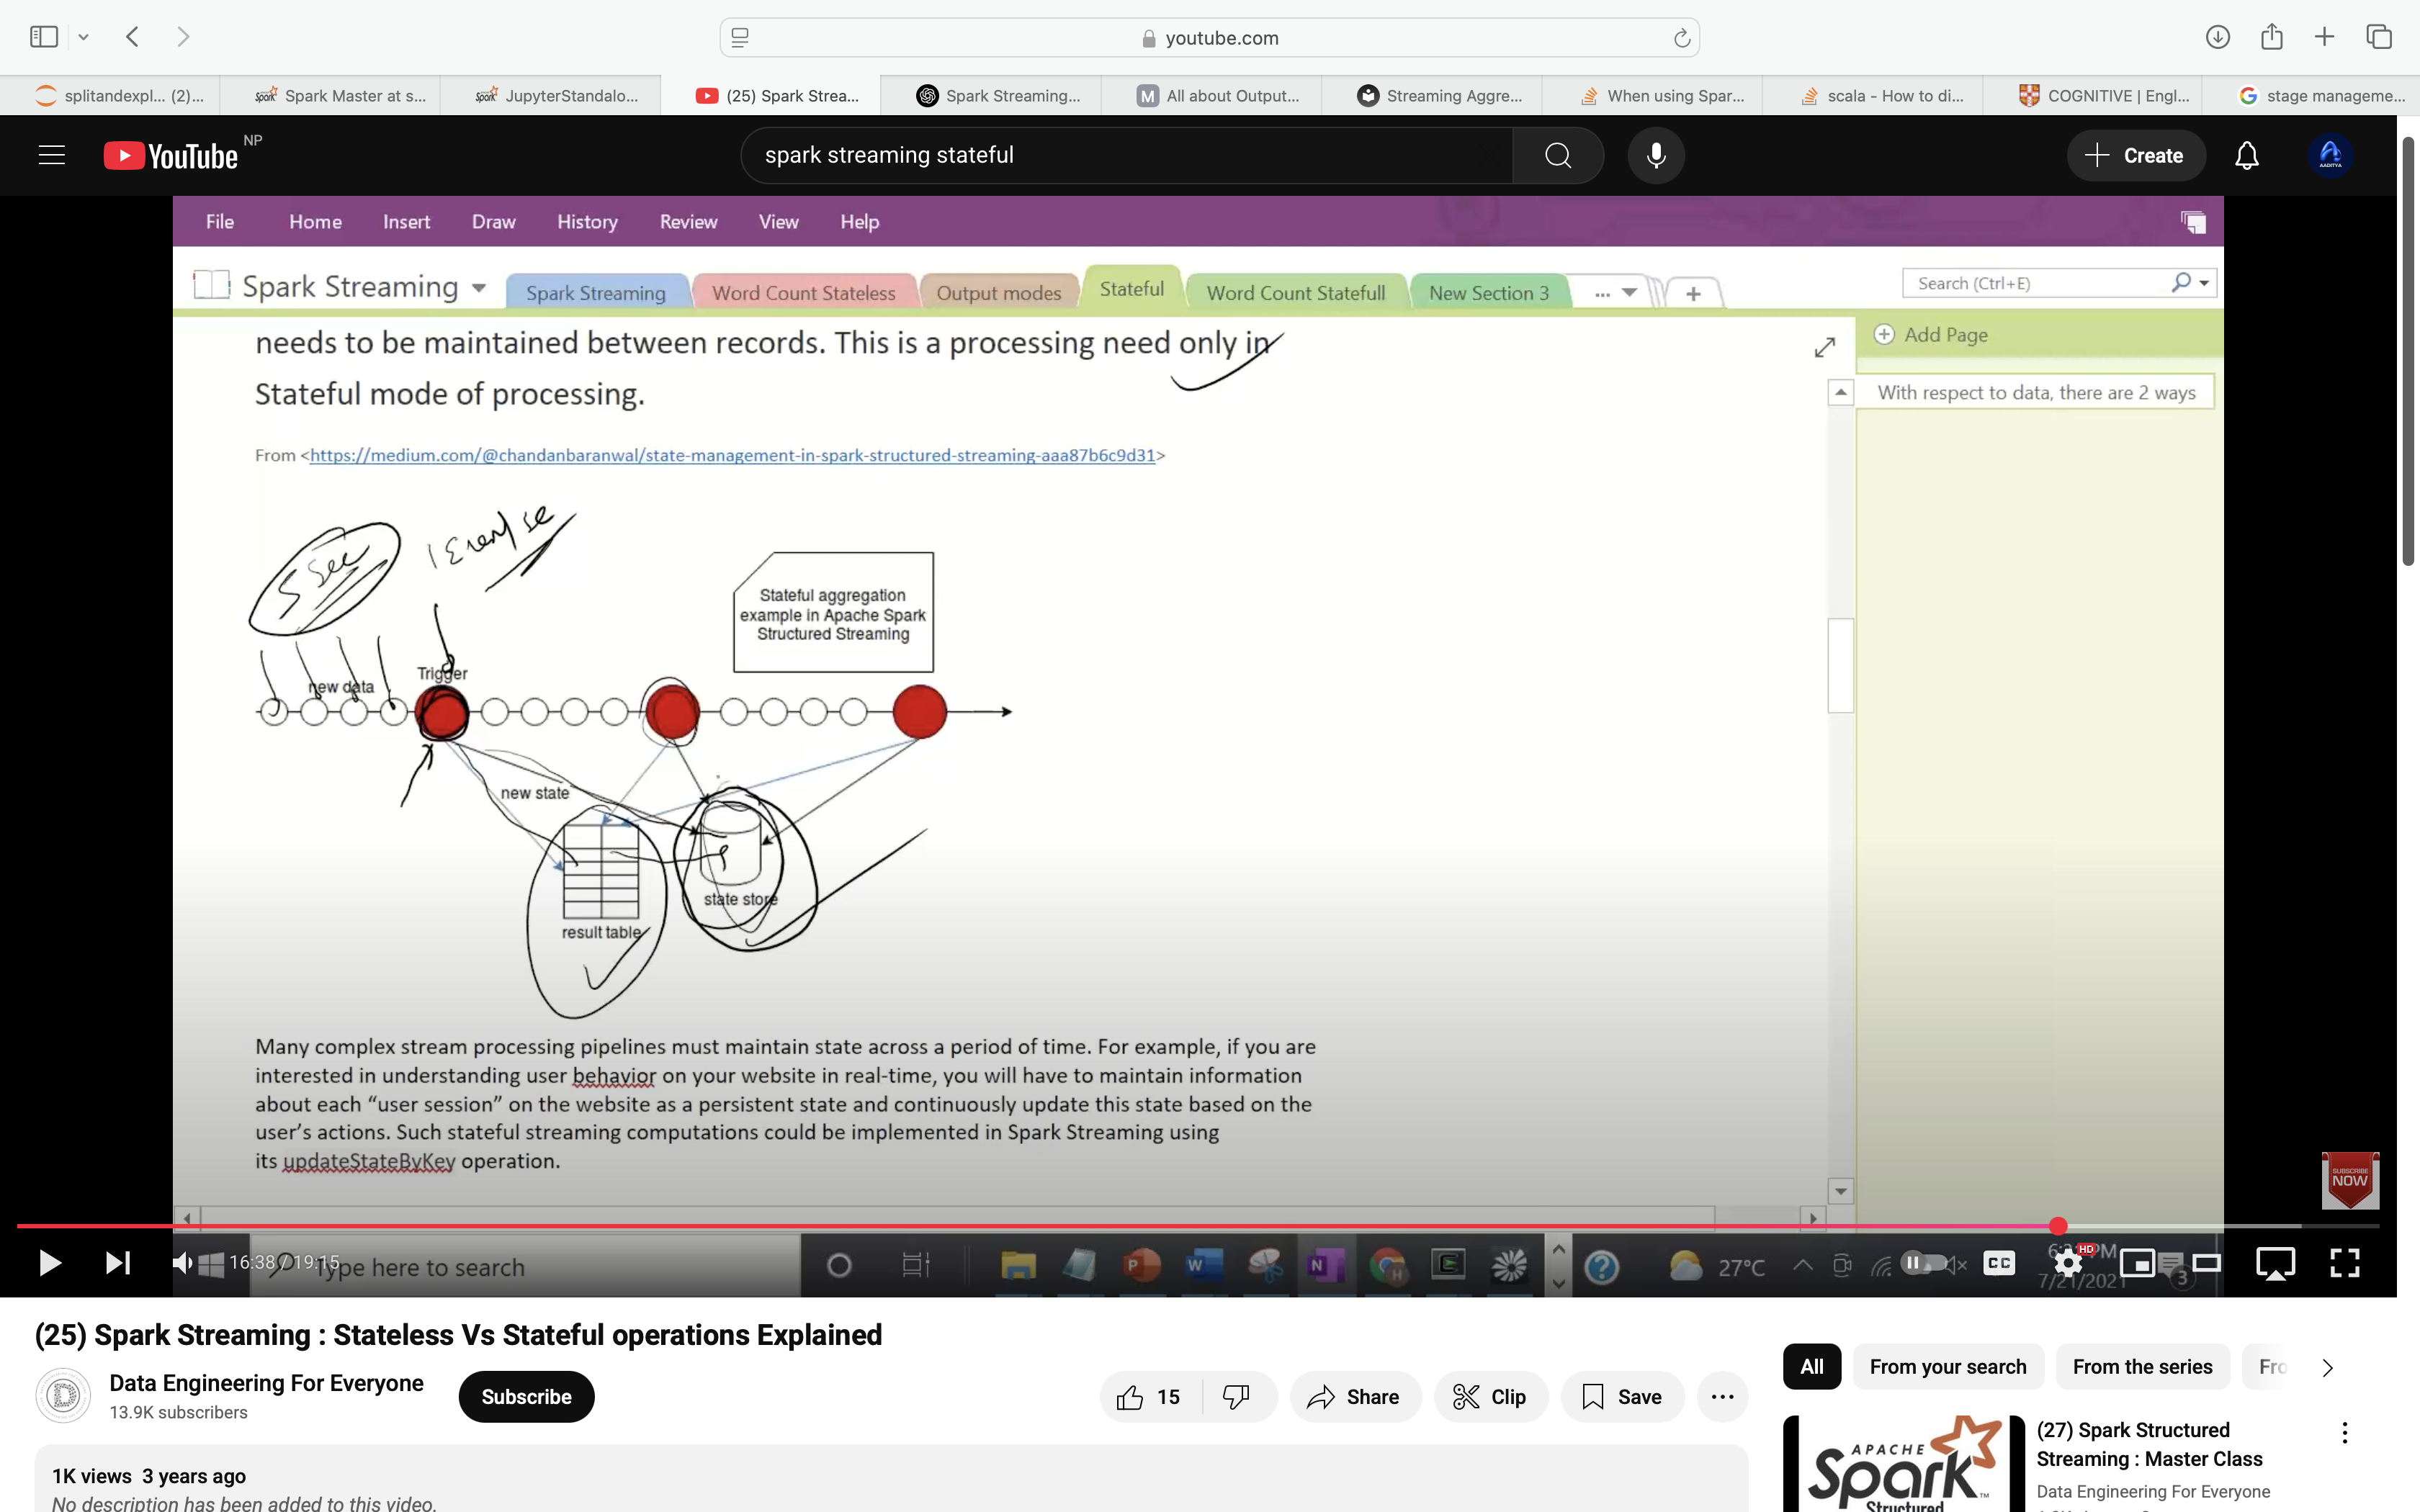 youtube.com
splitandexpl... (2)...
Spark Master at s...
JupyterStandalo...
(25) Spark Strea...
Spark Streaming...
All about Output...
Streaming Aggre...
When using Spar...
scala - How to di...
COGNITIVE | Engl...
stage manageme...
YouTube NP
spark streaming stateful
Create
AADITYA
File Home Insert Draw History Review View Help
Spark Streaming
Spark Streaming
Word Count Stateless
Output modes
Stateful
Word Count Statefull
New Section 3
...
Search (Ctrl+E)
Add Page
With respect to data, there are 2 ways
needs to be maintained between records. This is a processing need only in
Stateful mode of processing.
From <https://medium.com/@chandanbaranwal/state-management-in-spark-structured-streaming-aaa87b6c9d31>
5 sec
Stateful aggregation
example in Apache Spark
Structured Streaming
Trigger
new data
new state
state store
result table
Many complex stream processing pipelines must maintain state across a period of time. For example, if you are
interested in understanding user behavior on your website in real-time, you will have to maintain information
about each “user session” on the website as a persistent state and continuously update this state based on the
user’s actions. Such stateful streaming computations could be implemented in Spark Streaming using
its updateStateByKey operation.
SUBSCRIBE
NOW
16:38 / 19:15
Type here to search
27°C
CC
HD
PM
7/21/2021
3
(25) Spark Streaming : Stateless Vs Stateful operations Explained
Data Engineering For Everyone
13.9K subscribers
Subscribe
15
Share
Clip
Save
1K views 3 years ago
No description has been added to this video.
All
From your search
From the series
Fro
APACHE
Spark™
Structured
(27) Spark Structured
Streaming : Master Class
Data Engineering For Everyone